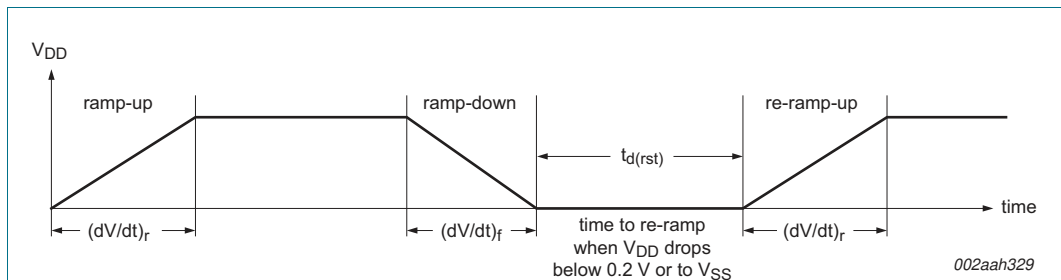 V_DD
ramp-up
ramp-down
re-ramp-up
t_d(rst)
time
(dV/dt)_r
(dV/dt)_f
time to re-ramp
when V_DD drops
below 0.2 V or to V_SS
(dV/dt)_r
002aah329